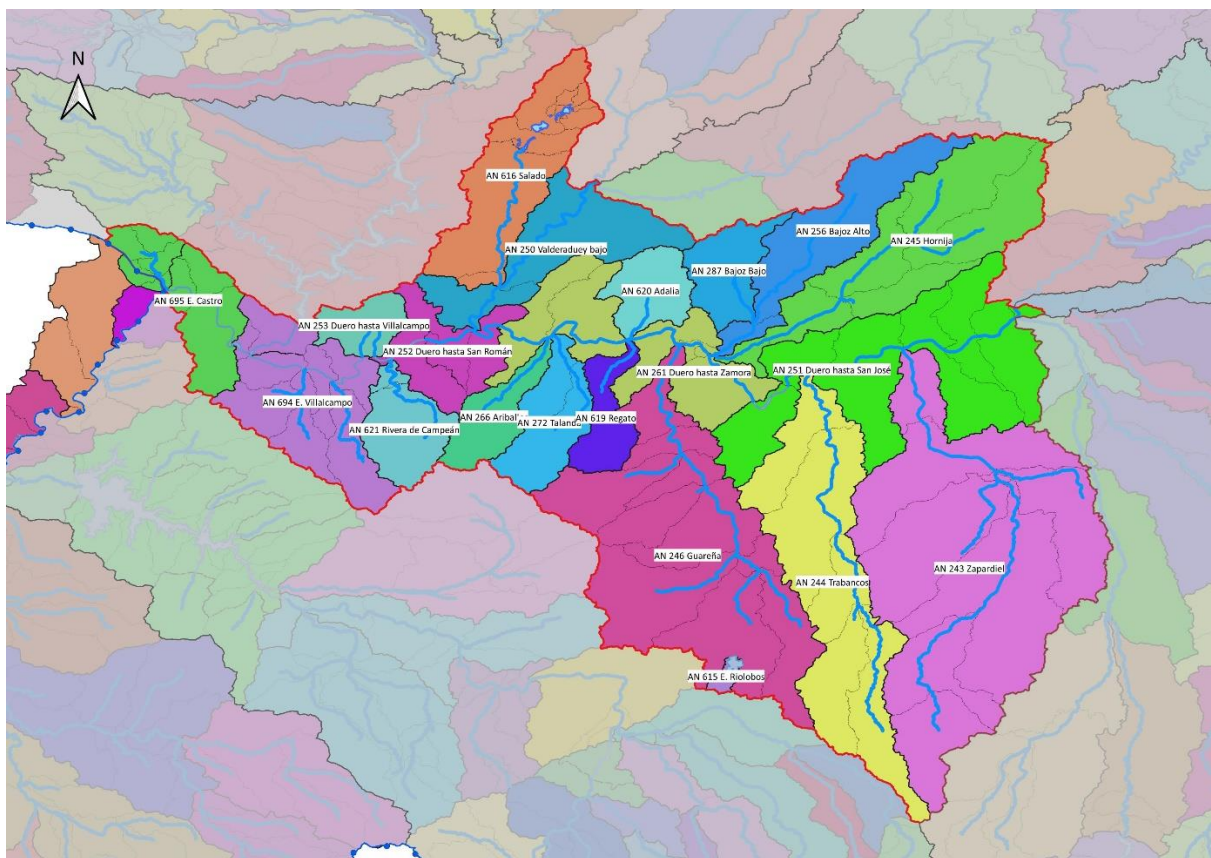 N
AN 616 Salado
AN 256 Bajoz Alto
AN 245 Hornija
AN 250 Valderaduey bajo
AN 287 Bajoz Bajo
AN 620 Adalia
AN 695 E. Castro
AN 253 Duero hasta Villalcampo
AN 252 Duero hasta San Román
AN 261 Duero hasta Zamora
AN 251 Duero hasta San José
AN 694 E. Villalcampo
AN 266
AN 619 Regato
AN 272
AN 621 Rivera de Campeán
AN 246 Guareña
AN 243 Zapardiel
AN 244 Trabancos
AN 615 E. Riolobos